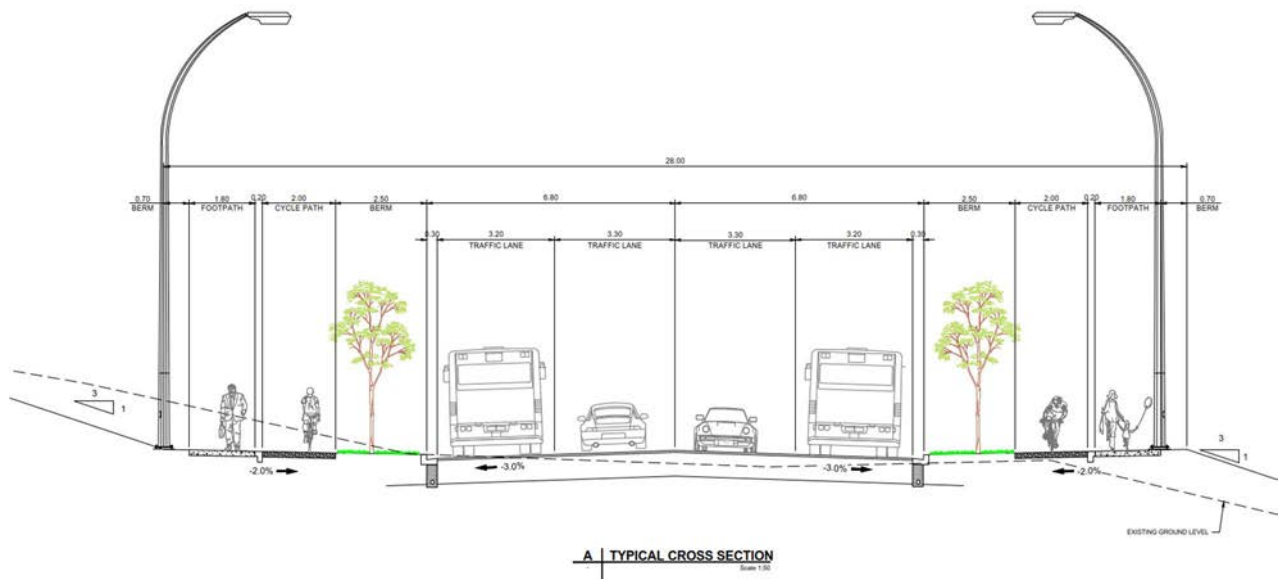 28.00
0.70 1.80 0.20 2.00 2.50 6.80 6.80 2.50 2.00 0.20 1.80 0.70
BERM FOOTPATH CYCLE PATH BERM BERM CYCLE PATH FOOTPATH BERM
0.30 3.20 3.30 3.30 3.20 0.30
TRAFFIC LANE TRAFFIC LANE TRAFFIC LANE TRAFFIC LANE
3
1
3
1
-2.0% -3.0% -3.0% -2.0%
EXISTING GROUND LEVEL
A TYPICAL CROSS SECTION
- Scale 1:50